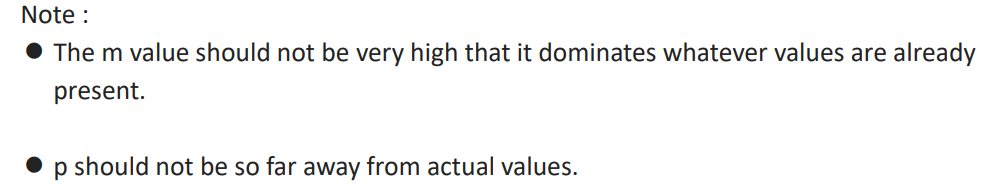 Note :
● The m value should not be very high that it dominates whatever values are already
present.
● p should not be so far away from actual values.